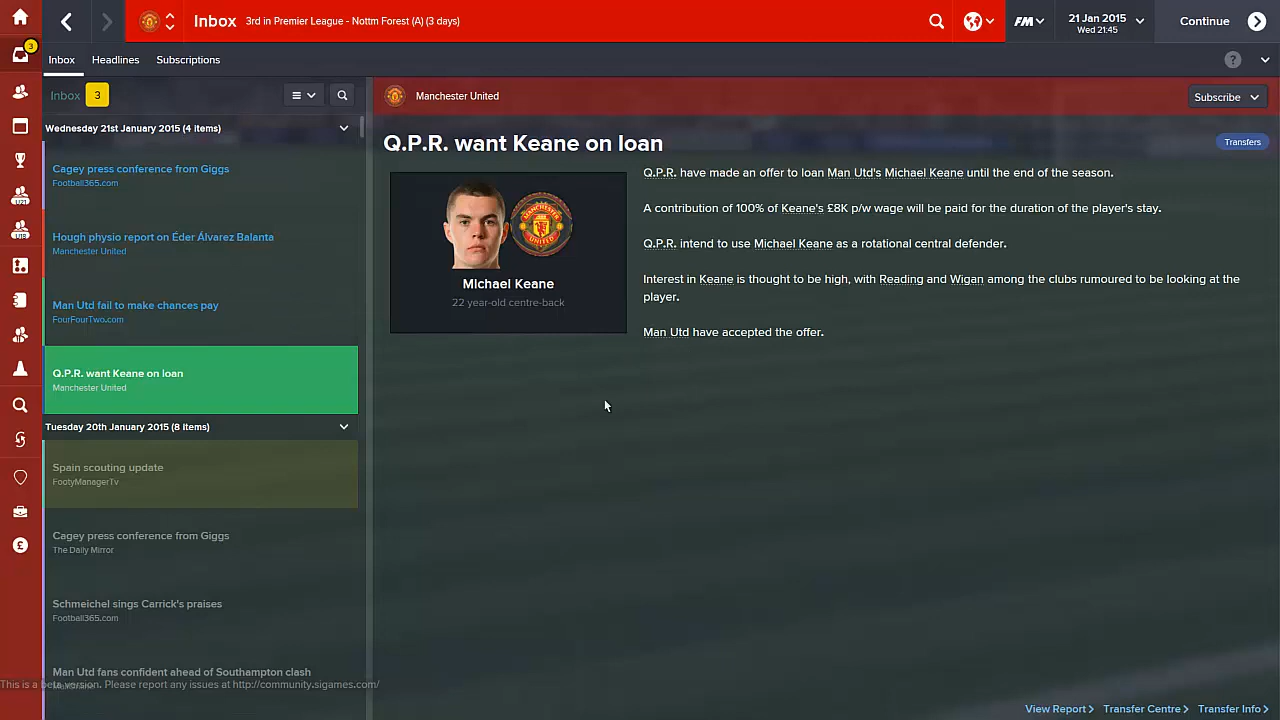 3
Inbox
3rd in Premier League - Nottm Forest (A) (3 days)
FM
21 Jan 2015
Wed 21:45
Continue
Inbox
Headlines
Subscriptions
?
Inbox
3
Wednesday 21st January 2015 (4 items)
Cagey press conference from Giggs
Football365.com
Hough physio report on Éder Álvarez Balanta
Manchester United
Man Utd fail to make chances pay
FourFourTwo.com
Q.P.R. want Keane on loan
Manchester United
Tuesday 20th January 2015 (8 items)
Spain scouting update
FootyManagerTv
Cagey press conference from Giggs
The Daily Mirror
Schmeichel sings Carrick's praises
Football365.com
Man Utd fans confident ahead of Southampton clash
This is a beta version. Please report any issues at http://community.sigames.com/
U21
U18
£
Manchester United
Subscribe
Q.P.R. want Keane on loan
Transfers
Michael Keane
22 year-old centre-back
Q.P.R. have made an offer to loan Man Utd's Michael Keane until the end of the season.
A contribution of 100% of Keane's £8K p/w wage will be paid for the duration of the player's stay.
Q.P.R. intend to use Michael Keane as a rotational central defender.
Interest in Keane is thought to be high, with Reading and Wigan among the clubs rumoured to be looking at the
player.
Man Utd have accepted the offer.
View Report
Transfer Centre
Transfer Info